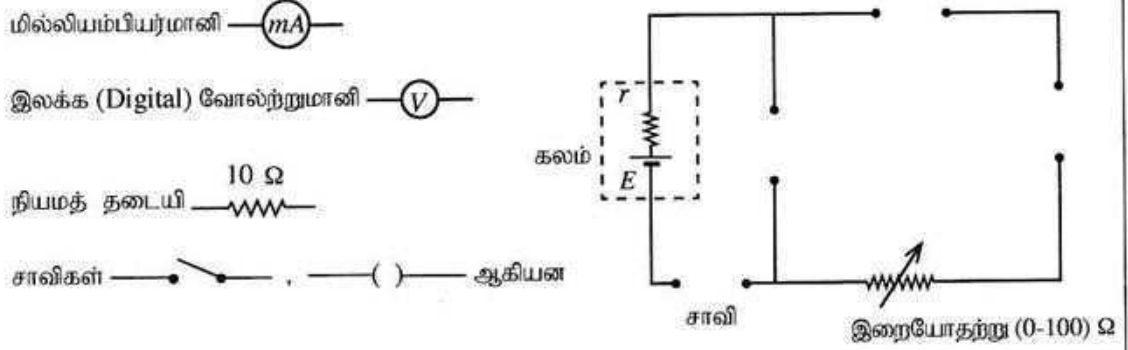 மில்லியம்பியர்மானி mA
இலக்க (Digital) வோல்ற்றுமானி V
10 Ω
நியமத் தடையி
சாவிகள் , ( ) ஆகியன
r
கலம்
E
சாவி
இறையோதற்று (0-100) Ω